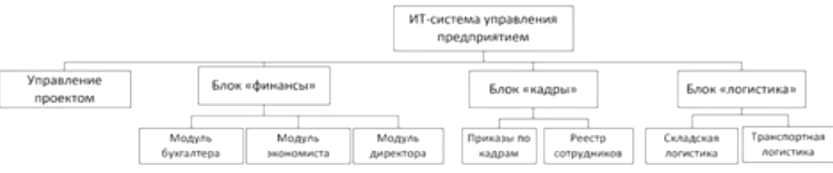 ИТ-система управления
предприятием
Управление
проектом
Блок «финансы»
Блок «кадры»
Блок «логистика»
Модуль
бухгалтера
Модуль
экономиста
Модуль
директора
Приказы по
кадрам
Реестр
сотрудников
Складская
логистика
Транспортная
логистика